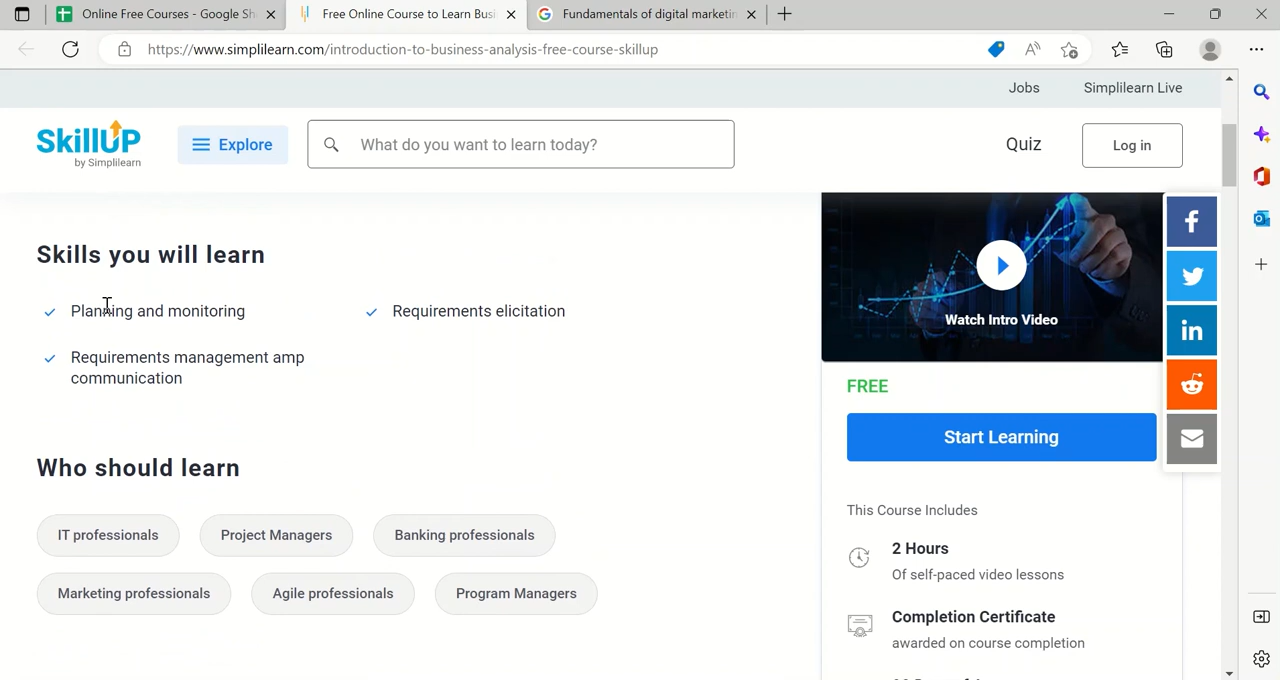 Online Free Courses - Google Sh
Free Online Course to Learn Busi
Fundamentals of digital marketin
https://www.simplilearn.com/introduction-to-business-analysis-free-course-skillup
Jobs
Simplilearn Live
SkillUP
by Simplilearn
Explore
What do you want to learn today?
Quiz
Log in
Skills you will learn
Planning and monitoring
Requirements elicitation
Requirements management amp
communication
Who should learn
IT professionals
Project Managers
Banking professionals
Marketing professionals
Agile professionals
Program Managers
Watch Intro Video
FREE
Start Learning
This Course Includes
2 Hours
Of self-paced video lessons
Completion Certificate
awarded on course completion